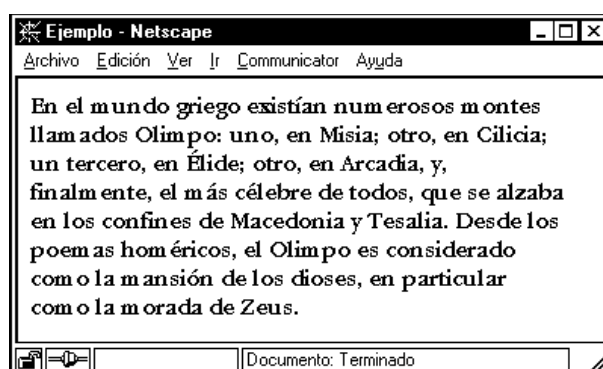 Ejemplo - Netscape
Archivo Edición Ver Ir Communicator Ayuda
En el mundo griego existían numerosos montes
llamados Olimpo: uno, en Misia; otro, en Cilicia;
un tercero, en Élide; otro, en Arcadia, y,
finalmente, el más célebre de todos, que se alzaba
en los confines de Macedonia y Tesalia. Desde los
poemas homéricos, el Olimpo es considerado
como la mansión de los dioses, en particular
como la morada de Zeus.
Documento: Terminado